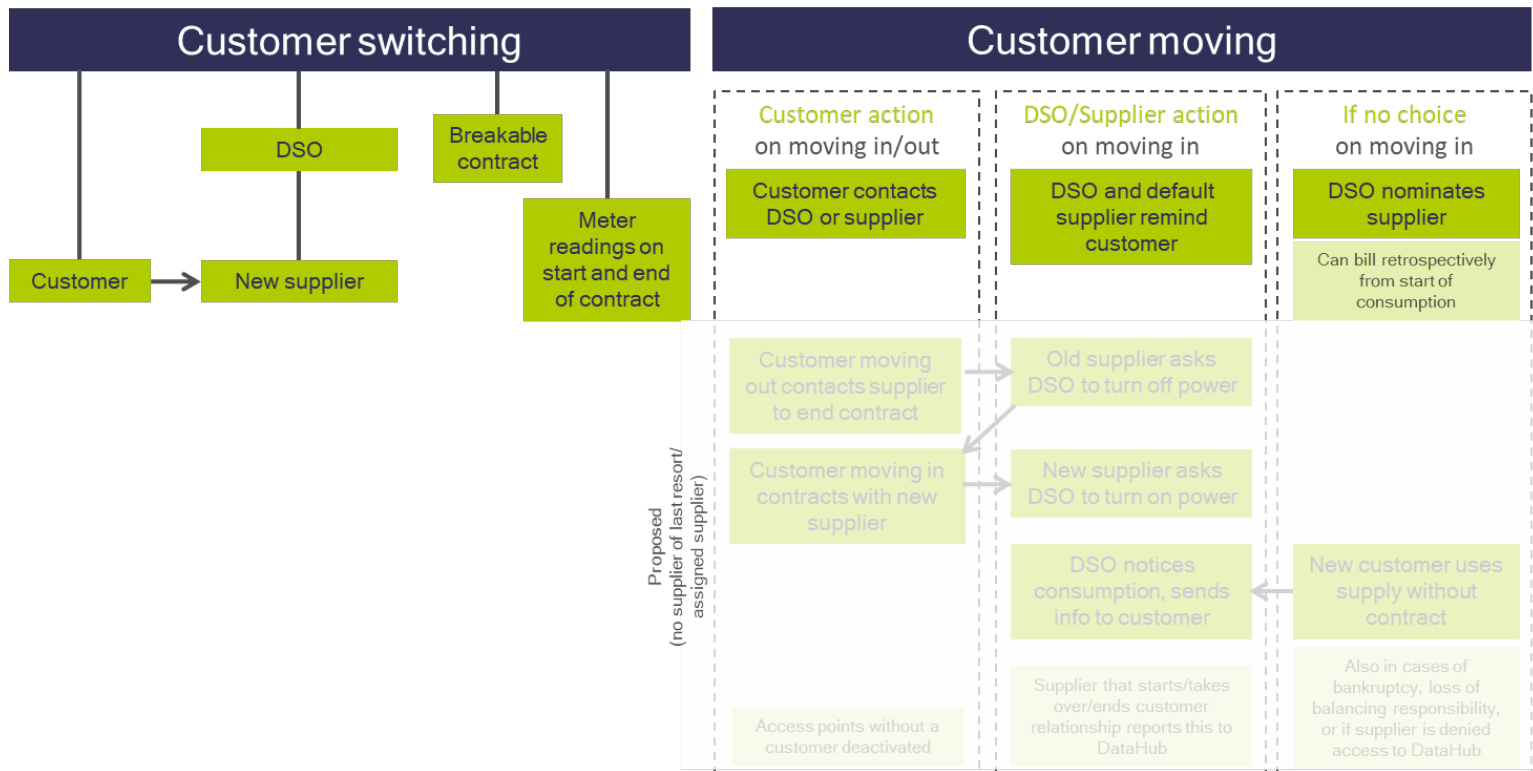 Customer switching
DSO
Breakable
contract
Meter
readings on
start and end
of contract
Customer
New supplier
Customer moving
Customer action
on moving in/out
Customer contacts
DSO or supplier
DSO/Supplier action
on moving in
DSO and default
supplier remind
customer
If no choice
on moving in
DSO nominates
supplier
Can bill retrospectively
from start of
consumption
Proposed
(no supplier of last resort/
assigned supplier)
Customer moving
out contacts supplier
to end contract
Old supplier asks
DSO to turn off power
Customer moving in
contracts with new
supplier
New supplier asks
DSO to turn on power
DSO notices
consumption, sends
info to customer
New customer uses
supply without
contract
Access points without a
customer deactivated
Supplier that starts/takes
over/ends customer
relationship reports this to
DataHub
Also in cases of
bankruptcy, loss of
balancing responsibility,
or if supplier is denied
access to DataHub